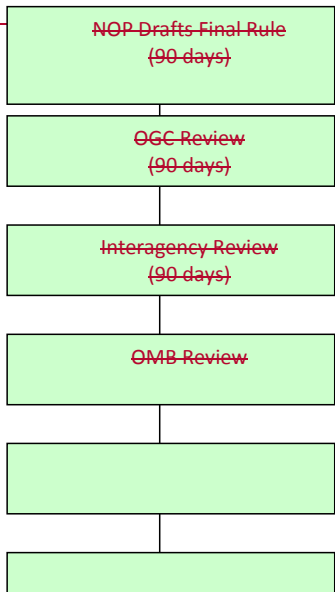 NOP Drafts Final Rule
(90 days)
OGC Review
(90 days)
Interagency Review
(90 days)
OMB Review